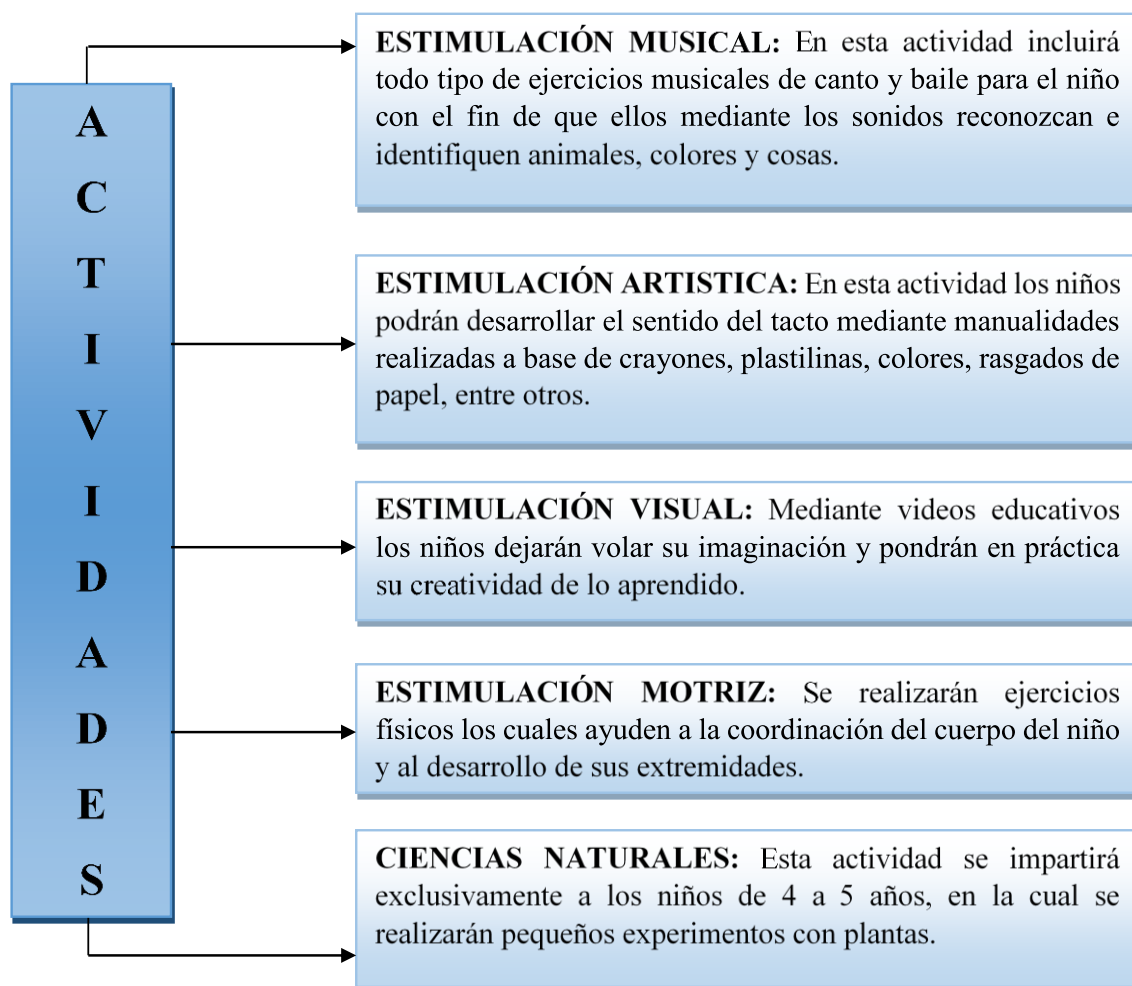 ACTIVIDADES
ESTIMULACIÓN MUSICAL: En esta actividad incluirá
todo tipo de ejercicios musicales de canto y baile para el niño
con el fin de que ellos mediante los sonidos reconozcan e
identifiquen animales, colores y cosas.
ESTIMULACIÓN ARTISTICA: En esta actividad los niños
podrán desarrollar el sentido del tacto mediante manualidades
realizadas a base de crayones, plastilinas, colores, rasgados de
papel, entre otros.
ESTIMULACIÓN VISUAL: Mediante videos educativos
los niños dejarán volar su imaginación y pondrán en práctica
su creatividad de lo aprendido.
ESTIMULACIÓN MOTRIZ: Se realizarán ejercicios
físicos los cuales ayuden a la coordinación del cuerpo del niño
y al desarrollo de sus extremidades.
CIENCIAS NATURALES: Esta actividad se impartirá
exclusivamente a los niños de 4 a 5 años, en la cual se
realizarán pequeños experimentos con plantas.